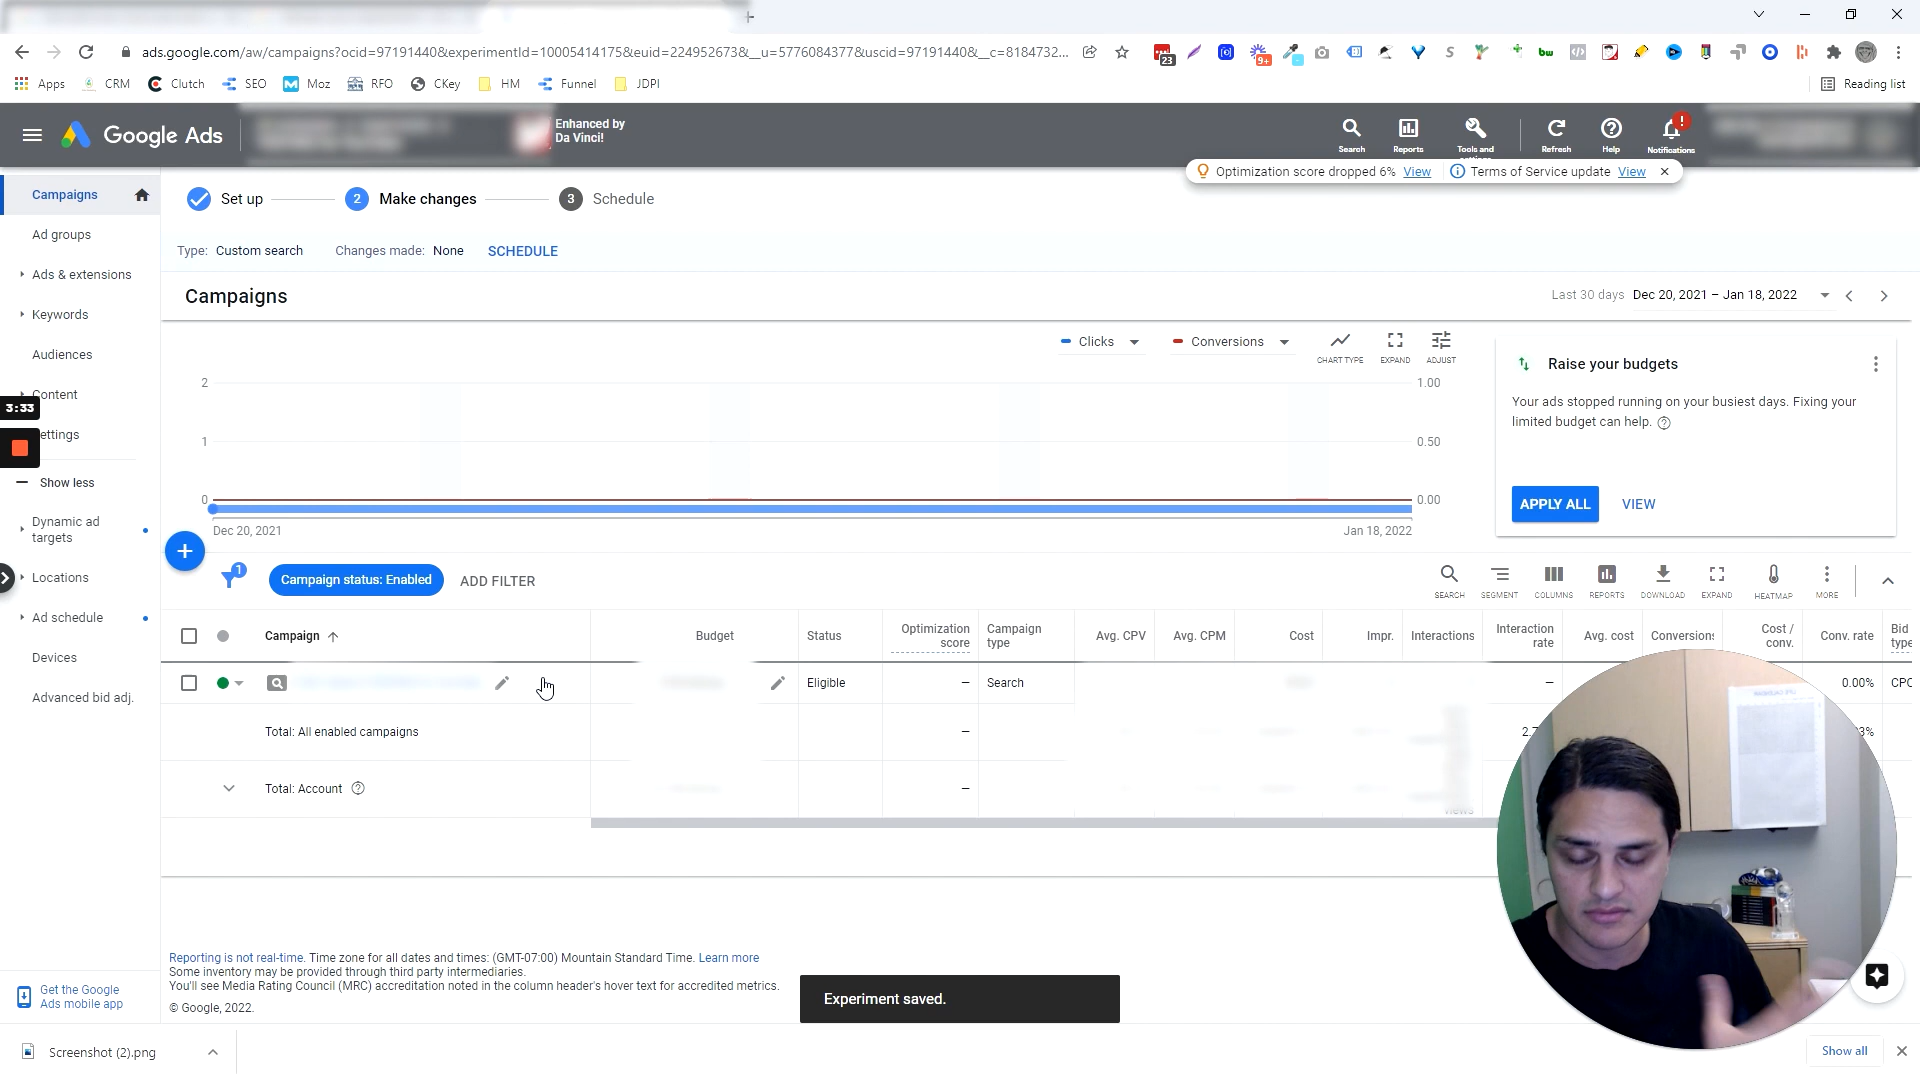 ads.google.com/aw/campaigns?ocid=97191440&experimentId=10005414175&euid=224952673&__u=5776084377&uscid=97191440&__c=8184732...
23
9+
bw
Apps
CRM
Clutch
SEO
Moz
RFO
CKey
HM
Funnel
JDPI
Reading list
Google Ads
Enhanced by
Da Vinci!
Search
Reports
Tools and
Refresh
Help
Notifications
Optimization score dropped 6% View
Terms of Service update View
Campaigns
Ad groups
Ads & extensions
Keywords
Audiences
Content
3:33
ettings
Show less
Dynamic ad
targets
Locations
Ad schedule
Devices
Advanced bid adj.
Get the Google
Ads mobile app
Set up
2 Make changes
3 Schedule
Type: Custom search
Changes made: None
SCHEDULE
Campaigns
Last 30 days Dec 20, 2021 – Jan 18, 2022
Clicks
Conversions
CHART TYPE
EXPAND
ADJUST
2
1
0
1.00
0.50
0.00
Dec 20, 2021
Jan 18, 2022
Raise your budgets
Your ads stopped running on your busiest days. Fixing your
limited budget can help.
APPLY ALL
VIEW
1
Campaign status: Enabled
ADD FILTER
SEARCH
SEGMENT
COLUMNS
REPORTS
DOWNLOAD
EXPAND
HEATMAP
MORE
Campaign
Budget
Status
Optimization
score
Campaign
type
Avg. CPV
Avg. CPM
Cost
Impr.
Interactions
Interaction
rate
Avg. cost
Conversions
Cost /
conv.
Conv. rate
Bid
type
Eligible
–
Search
–
0.00%
CPC
Total: All enabled campaigns
–
Total: Account
–
Reporting is not real-time. Time zone for all dates and times: (GMT-07:00) Mountain Standard Time. Learn more
Some inventory may be provided through third party intermediaries.
You'll see Media Rating Council (MRC) accreditation noted in the column header's hover text for accredited metrics.
© Google, 2022.
Experiment saved.
Screenshot (2).png
Show all